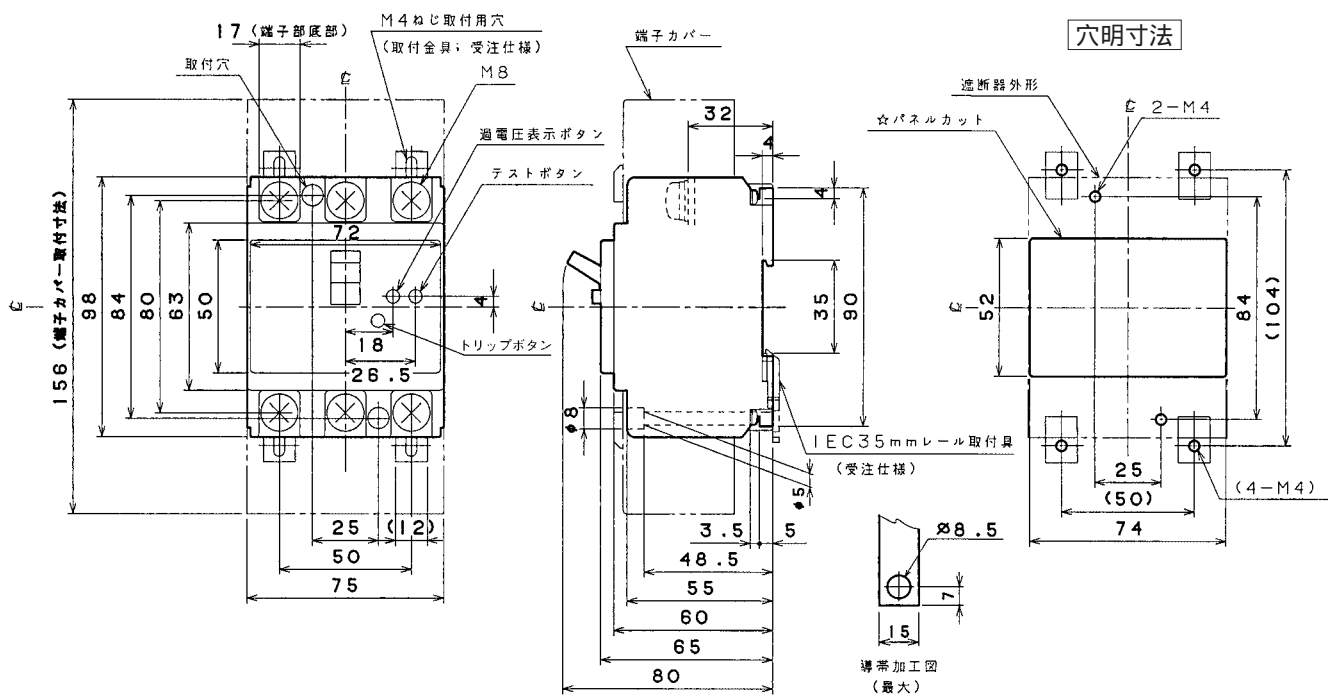 17 (端子部底部)
M4ねじ取付用穴
(取付金具;受注仕様)
取付穴
M8
℄
過電圧表示ボタン
テストボタン
72
156 (端子カバー取付寸法)
98
84
80
63
50
4
℄
18
トリップボタン
26.5
25
(12)
50
75
端子カバー
32
4
4
35
90
℄
φ8
IEC35mmレール取付具
(受注仕様)
φ5
3.5
5
48.5
55
60
65
80
穴明寸法
遮断器外形
℄
2-M4
☆パネルカット
℄
52
84
(104)
25
(50)
(4-M4)
74
ø8.5
7
15
導帯加工図
(最大)